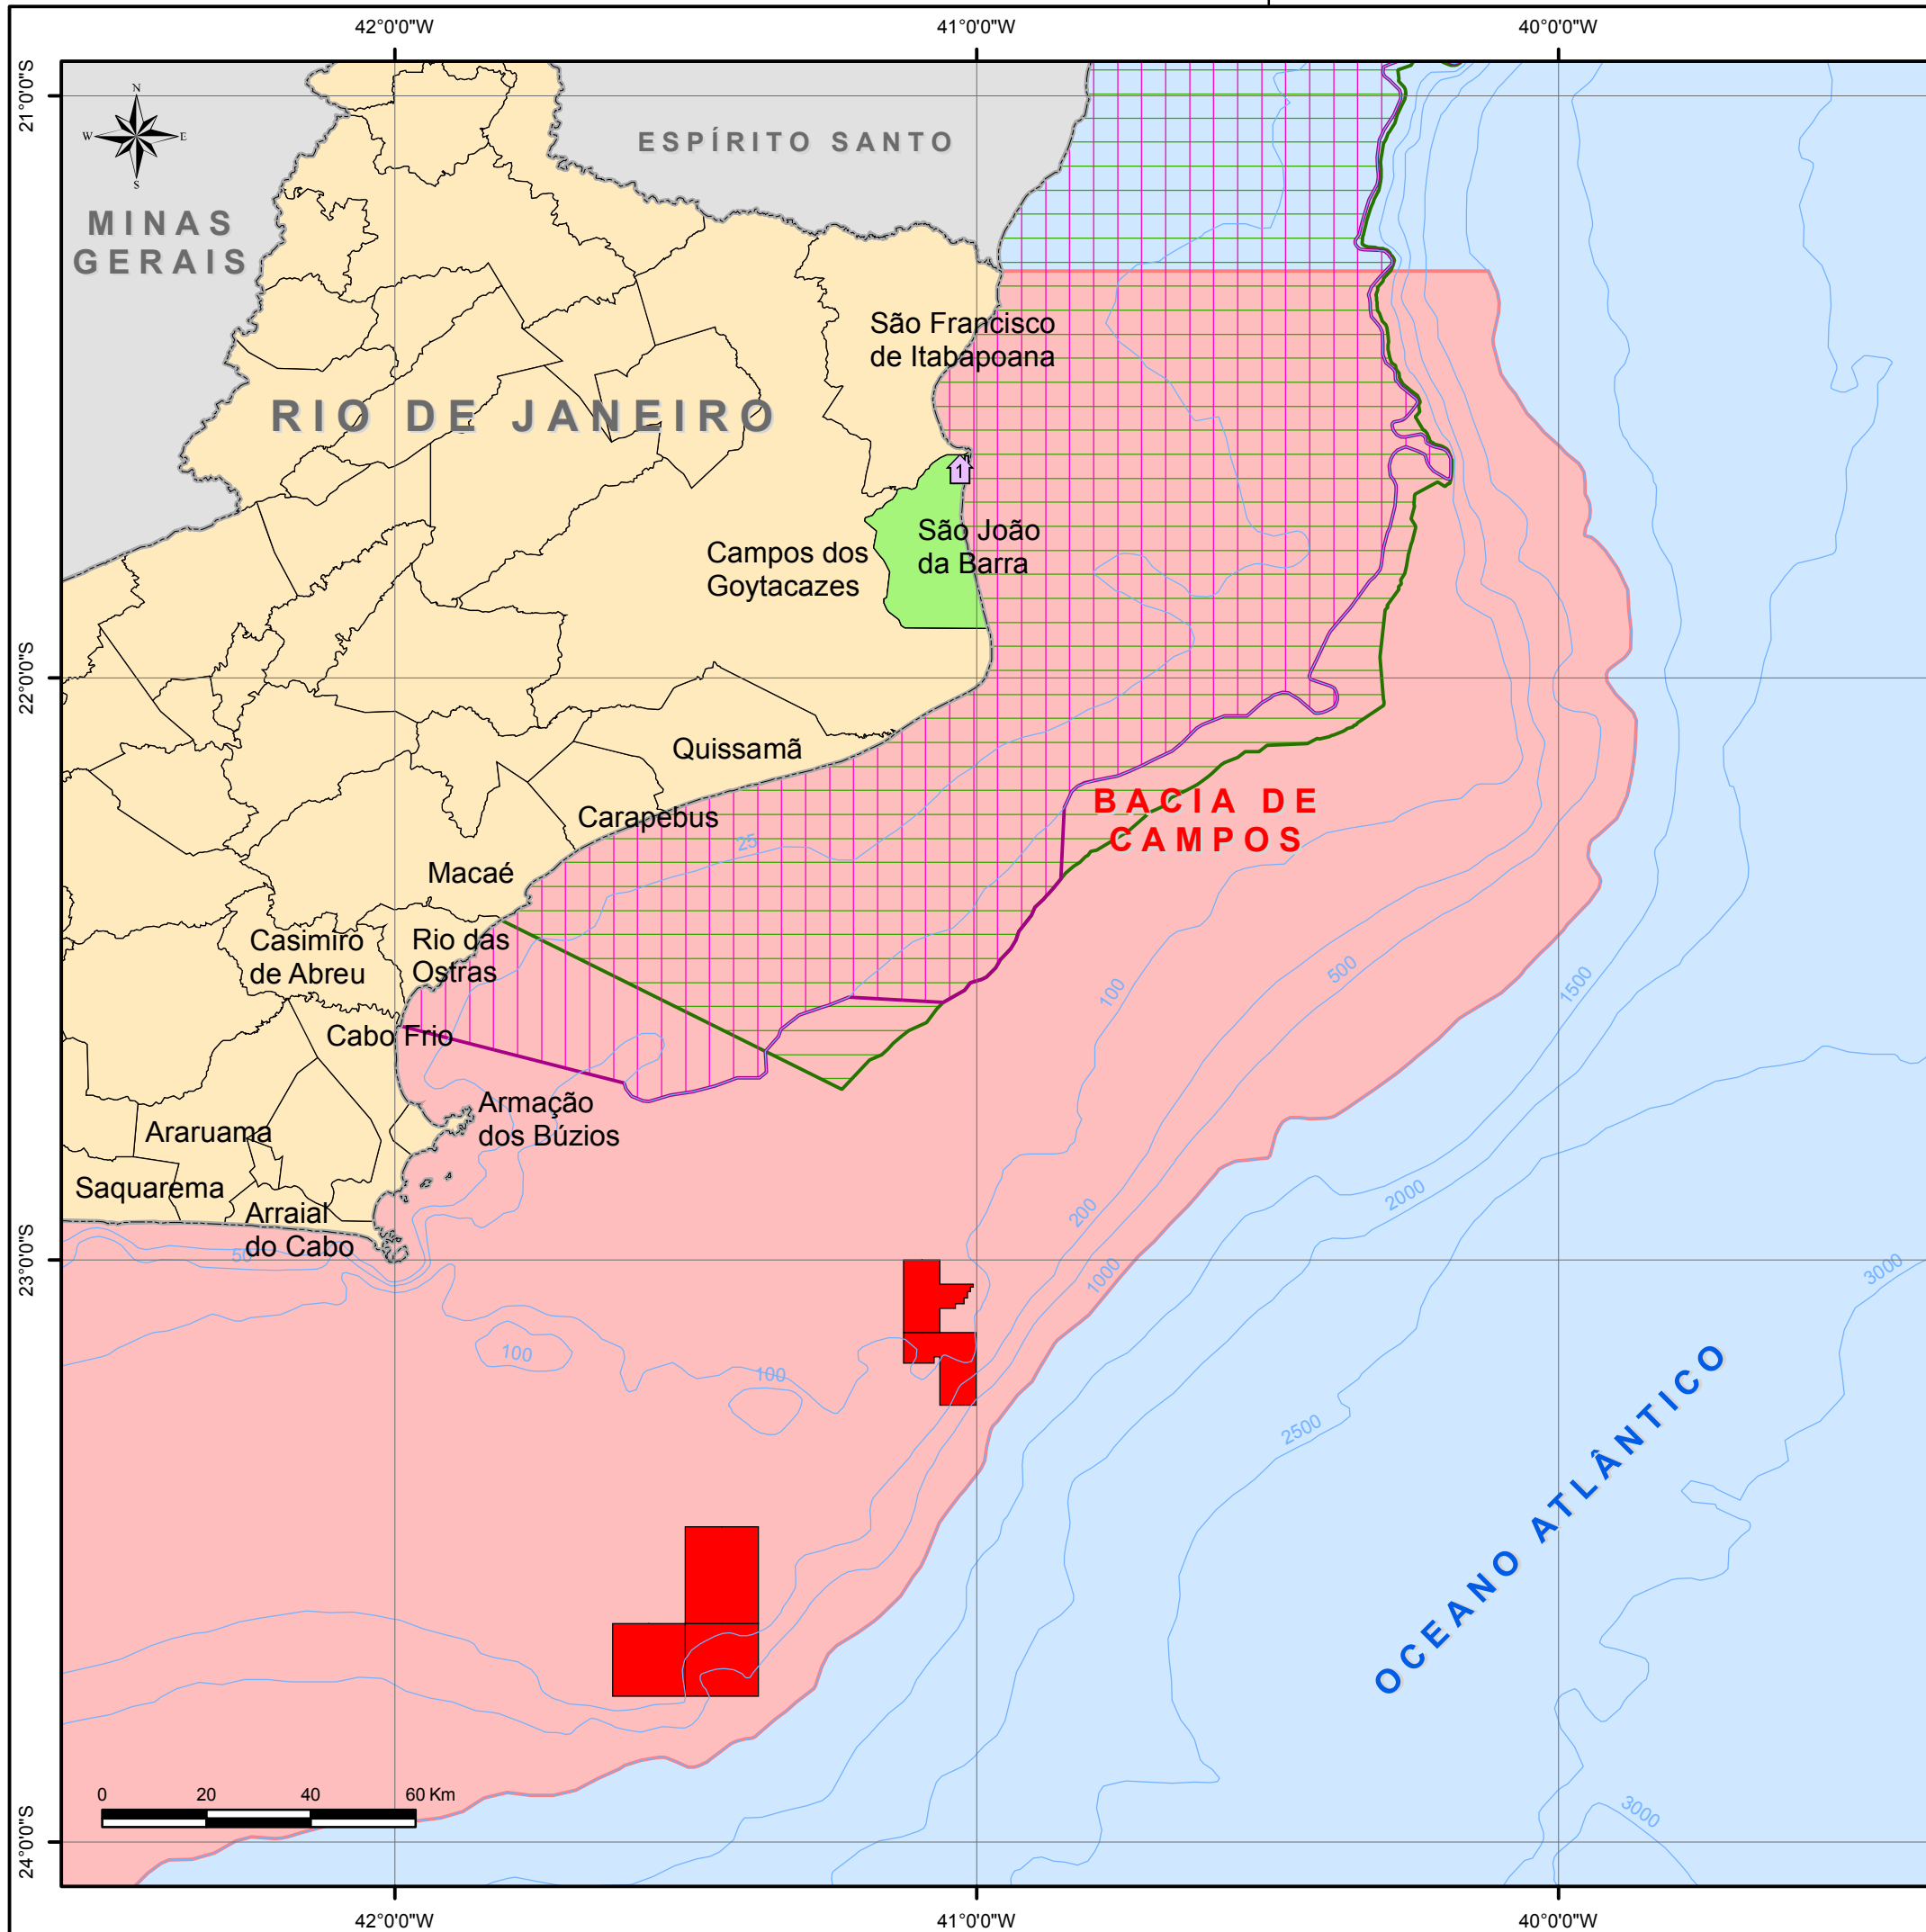 42°0'0"W
41°0'0"W
40°0'0"W
21°0'0"S
N
W
E
S
ESPÍRITO SANTO
MINAS
GERAIS
São Francisco
de Itabapoana
RIO DE JANEIRO
1
São João
da Barra
Campos dos
Goytacazes
22°0'0"S
Quissamã
BACIA DE
CAMPOS
Carapebus
25
Macaé
Casimiro
de Abreu
Rio das
Ostras
100
500
1500
Cabo Frio
Armação
dos Búzios
Araruama
Saquarema
Arraial
do Cabo
50
200
1000
2000
3000
23°0'0"S
100
100
2500
OCEANO ATLÂNTICO
0
20
40
60 Km
3000
24°0'0"S
42°0'0"W
41°0'0"W
40°0'0"W